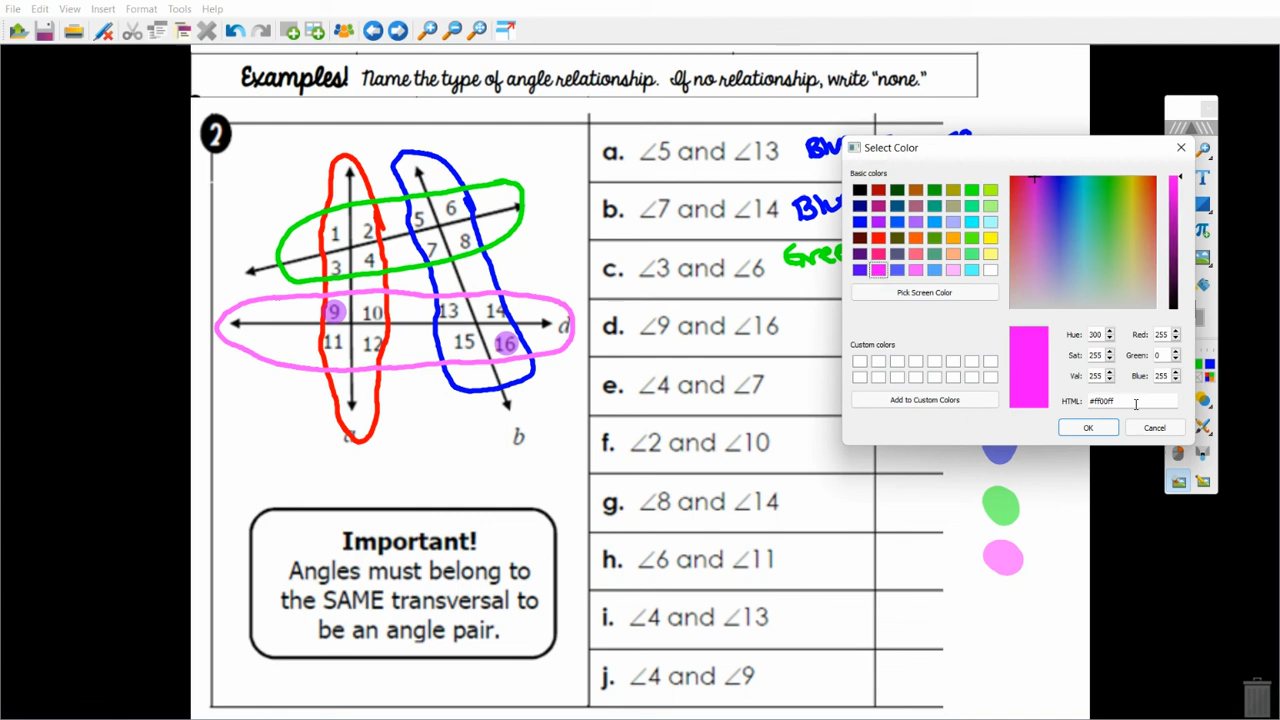 File Edit View Insert Format Tools Help
Examples! Name the type of angle relationship. If no relationship, write "none."
2
1 2 3 4
5 6 7 8
9 10 11 12
13 14 15 16
d
b
Important!
Angles must belong to
the SAME transversal to
be an angle pair.
a. ∠5 and ∠13
b. ∠7 and ∠14
c. ∠3 and ∠6
d. ∠9 and ∠16
e. ∠4 and ∠7
f. ∠2 and ∠10
g. ∠8 and ∠14
h. ∠6 and ∠11
i. ∠4 and ∠13
j. ∠4 and ∠9
Select Color
Basic colors
Pick Screen Color
Custom colors
Add to Custom Colors
Hue: 300 Red: 255
Sat: 255 Green: 0
Val: 255 Blue: 255
HTML: #ff00ff
OK Cancel